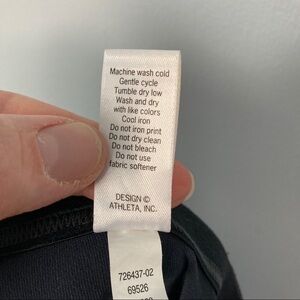 Machine wash cold
Gentle cycle
Tumble dry low
Wash and dry
with like colors
Cool iron
Do not iron print
Do not dry clean
Do not bleach
Do not use
fabric softener
DESIGN ©
ATHLETA, INC.
726437-02
69526